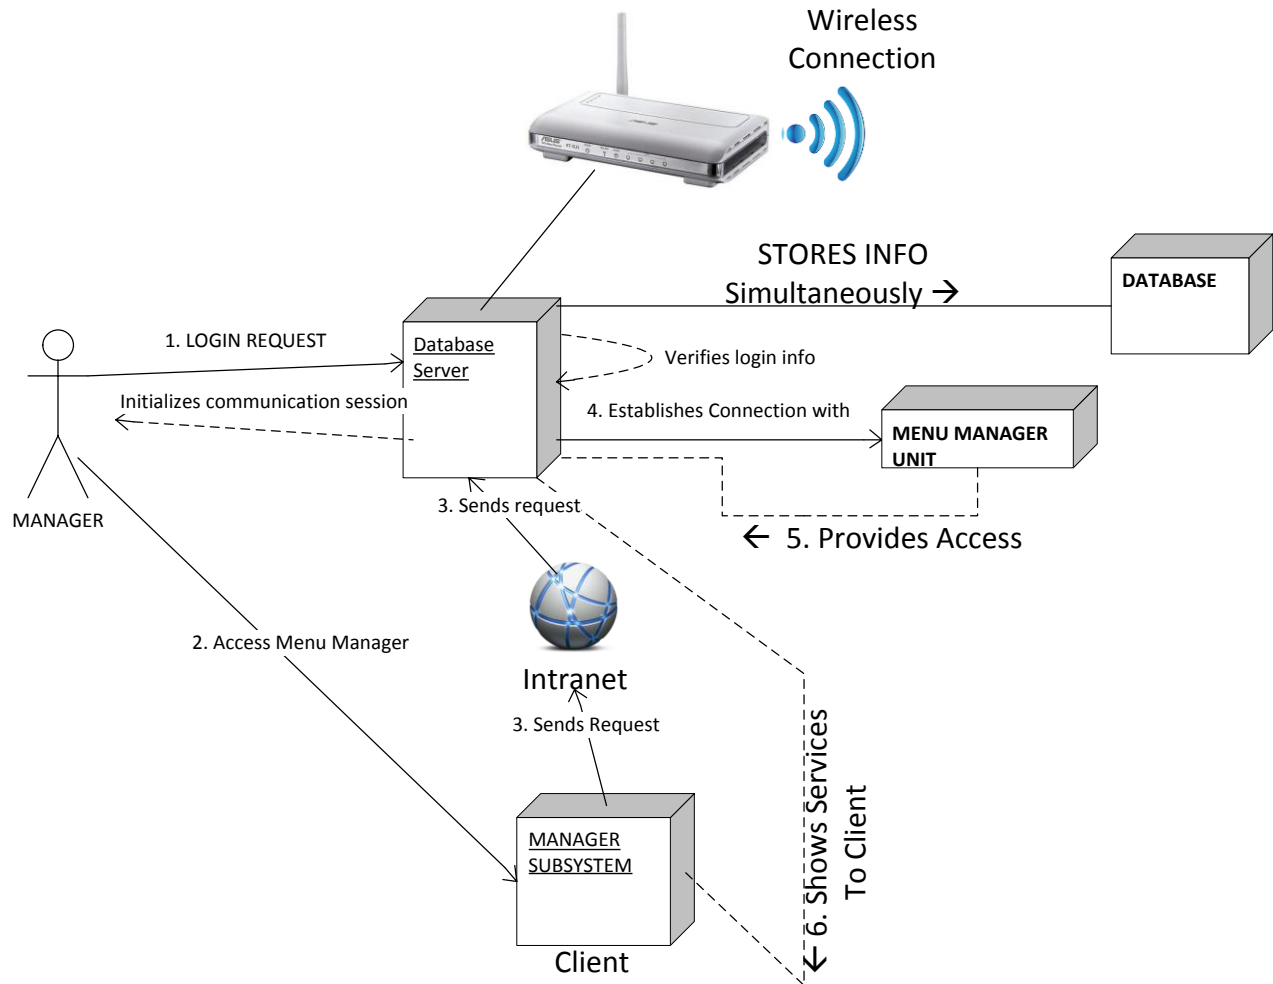 Wireless
Connection
ASUS
STORES INFO
Simultaneously →
DATABASE
1. LOGIN REQUEST
Database
Server
Verifies login info
Initializes communication session
4. Establishes Connection with
MENU MANAGER
UNIT
MANAGER
3. Sends request
← 5. Provides Access
2. Access Menu Manager
Intranet
3. Sends Request
← 6. Shows Services
To Client
MANAGER
SUBSYSTEM
Client